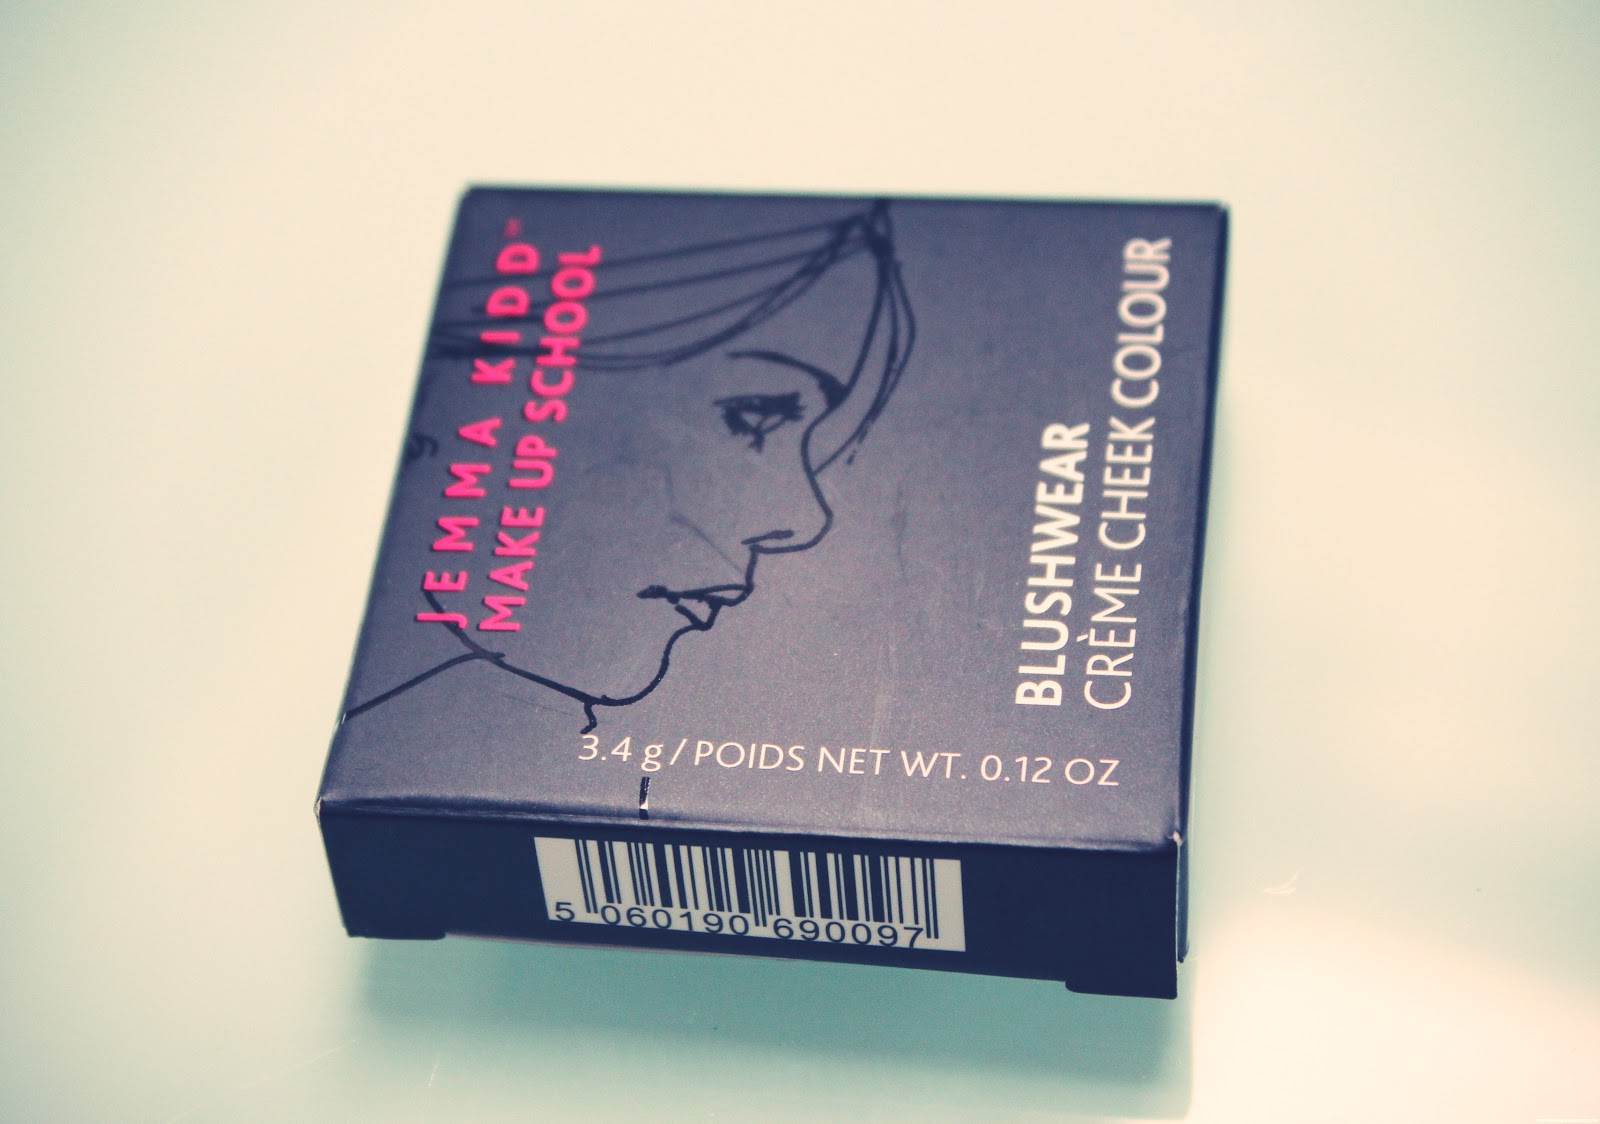 JEMMA KIDD™
MAKE UP SCHOOL
BLUSHWEAR
CRÈME CHEEK COLOUR
3.4 g / POIDS NET WT. 0.12 OZ
5 060190 690097